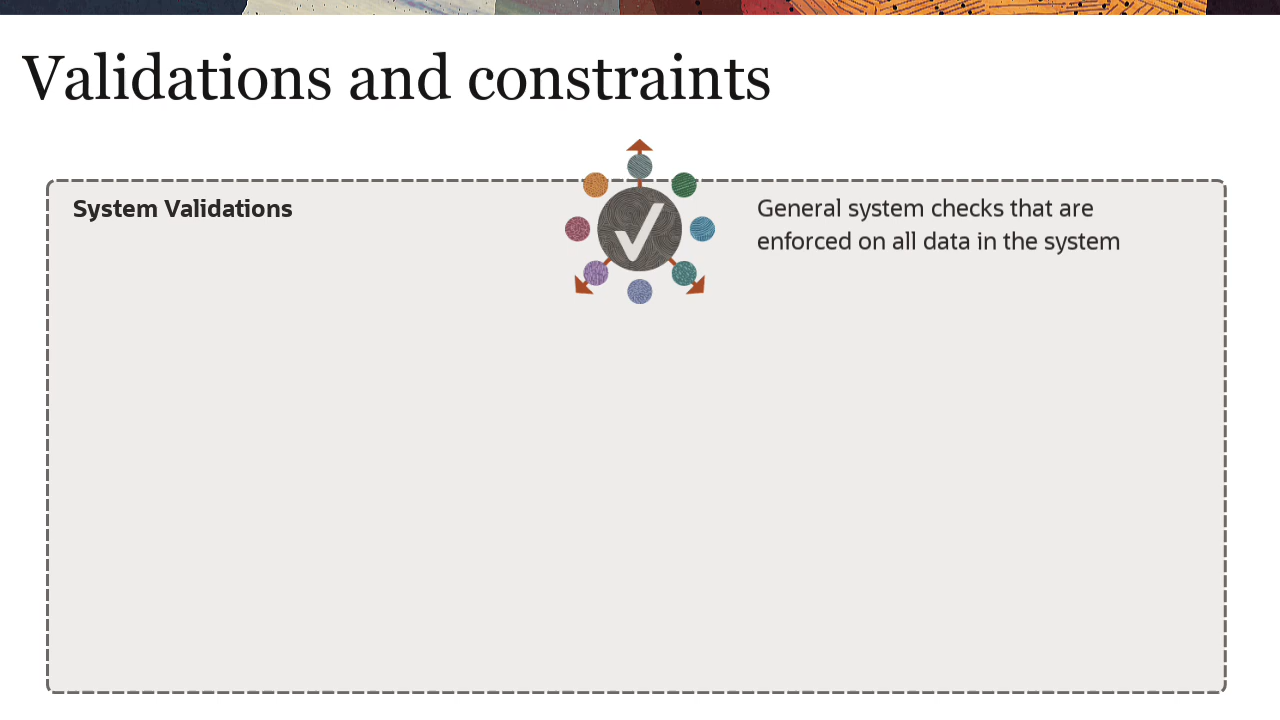 Validations and constraints
System Validations
General system checks that are
enforced on all data in the system